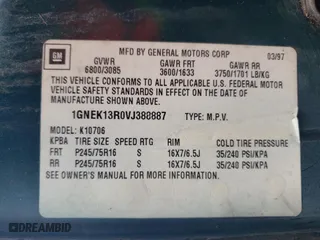 GM
MFD BY GENERAL MOTORS CORP 03/97
GVWR GAWR FRT GAWR RR
6800/3085 3600/1633 3750/1701 LB/KG
THIS VEHICLE CONFORMS TO ALL APPLICABLE U.S. FEDERAL MOTOR
VEHICLE SAFETY STANDARDS IN EFFECT ON THE DATE OF
MANUFACTURE SHOWN ABOVE.
1GNEK13R0VJ388887 TYPE: M.P.V.
MODEL: K10706
KPBA TIRE SIZE SPEED RTG RIM COLD TIRE PRESSURE
FRT P245/75R16 S 16X7/6.5J 35/240 PSI/KPA
RR P245/75R16 S 16X7/6.5J 35/240 PSI/KPA
SEE OWNER'S MANUAL FOR MORE INFORMATION.
DREAMBID